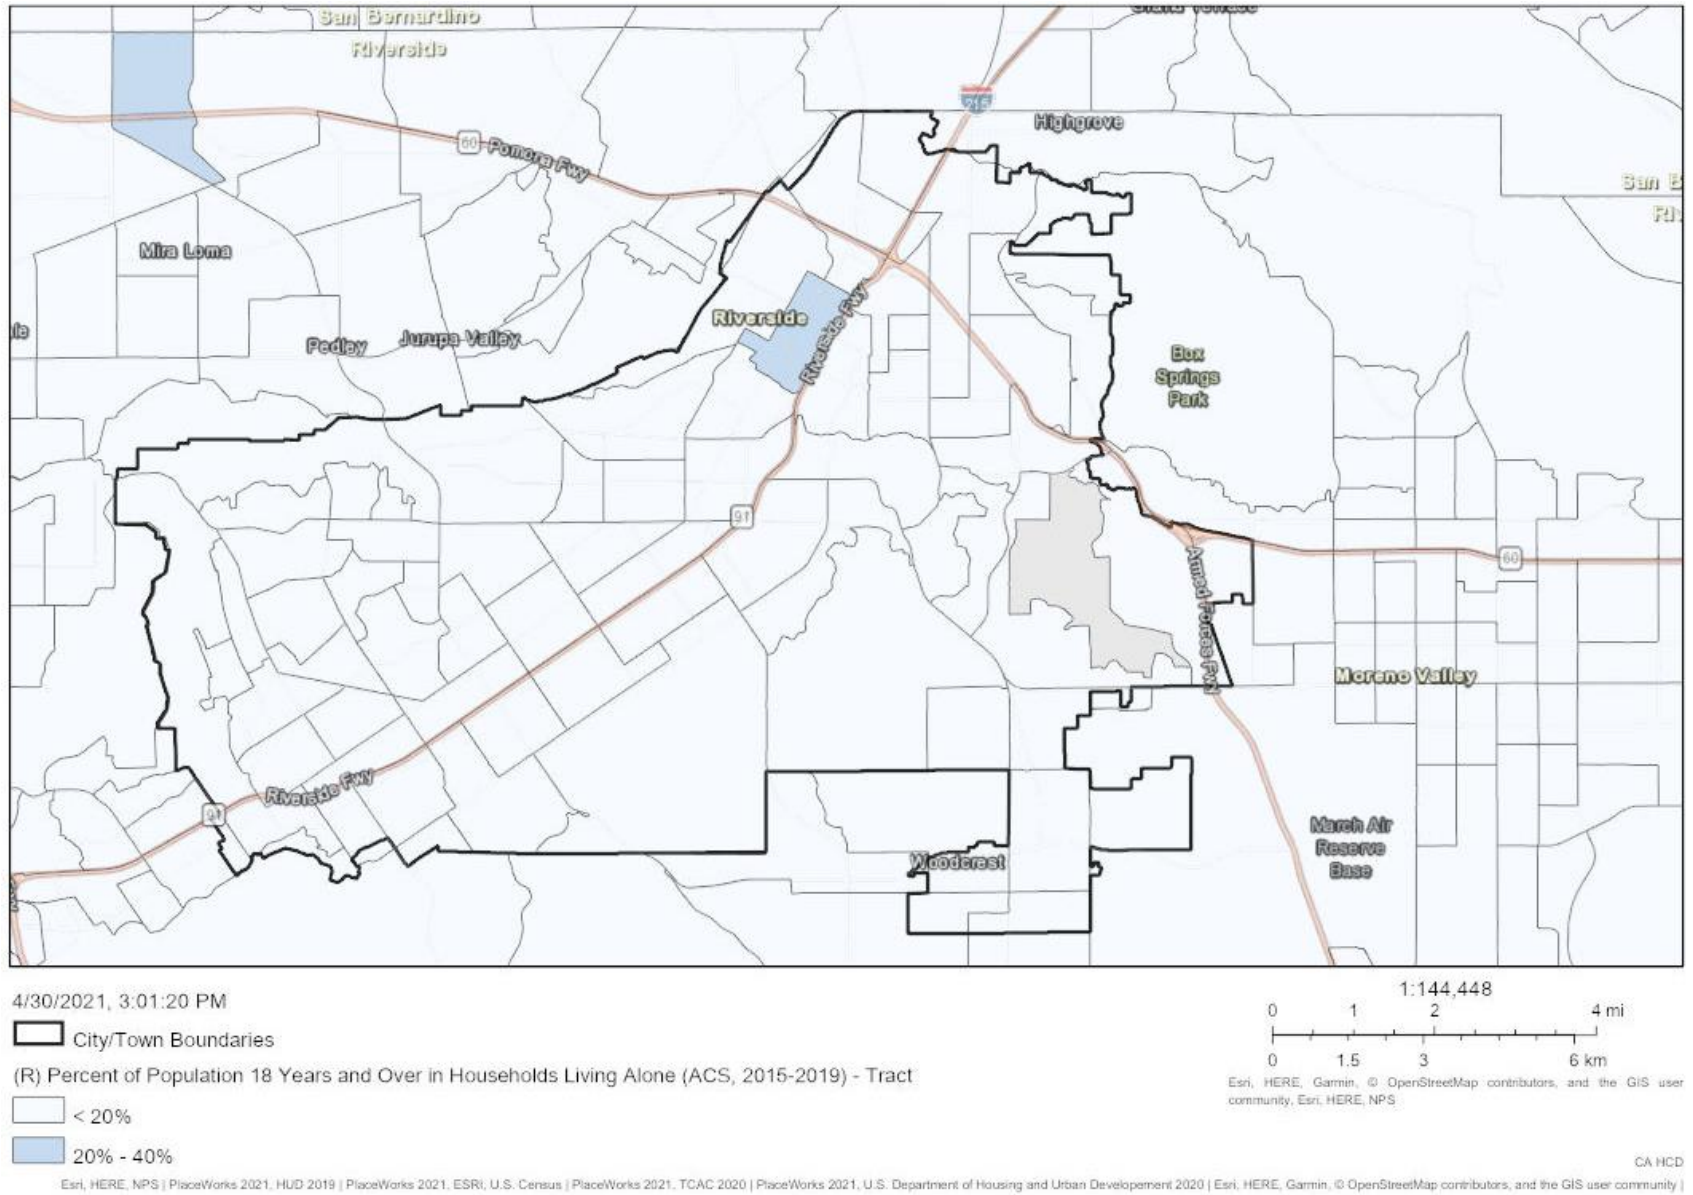 San Bernardino
Riverside
Grand Terrace
215
Highgrove
60
Pomona Fwy
San B
Ri
Mira Loma
Riverside
Riverside Fwy
le
Pedley
Jurupa Valley
Box
Springs
Park
91
60
Armed Forces Fwy
Moreno Valley
Riverside Fwy
91
March Air
Reserve
Base
Woodcrest
4/30/2021, 3:01:20 PM
City/Town Boundaries
(R) Percent of Population 18 Years and Over in Households Living Alone (ACS, 2015-2019) - Tract
< 20%
20% - 40%
1:144,448
0 1 2 4 mi
0 1.5 3 6 km
Esri, HERE, Garmin, © OpenStreetMap contributors, and the GIS user
community, Esri, HERE, NPS
CA HCD
Esri, HERE, NPS | PlaceWorks 2021, HUD 2019 | PlaceWorks 2021, ESRI, U.S. Census | PlaceWorks 2021, TCAC 2020 | PlaceWorks 2021, U.S. Department of Housing and Urban Developement 2020 | Esri, HERE, Garmin, © OpenStreetMap contributors, and the GIS user community |